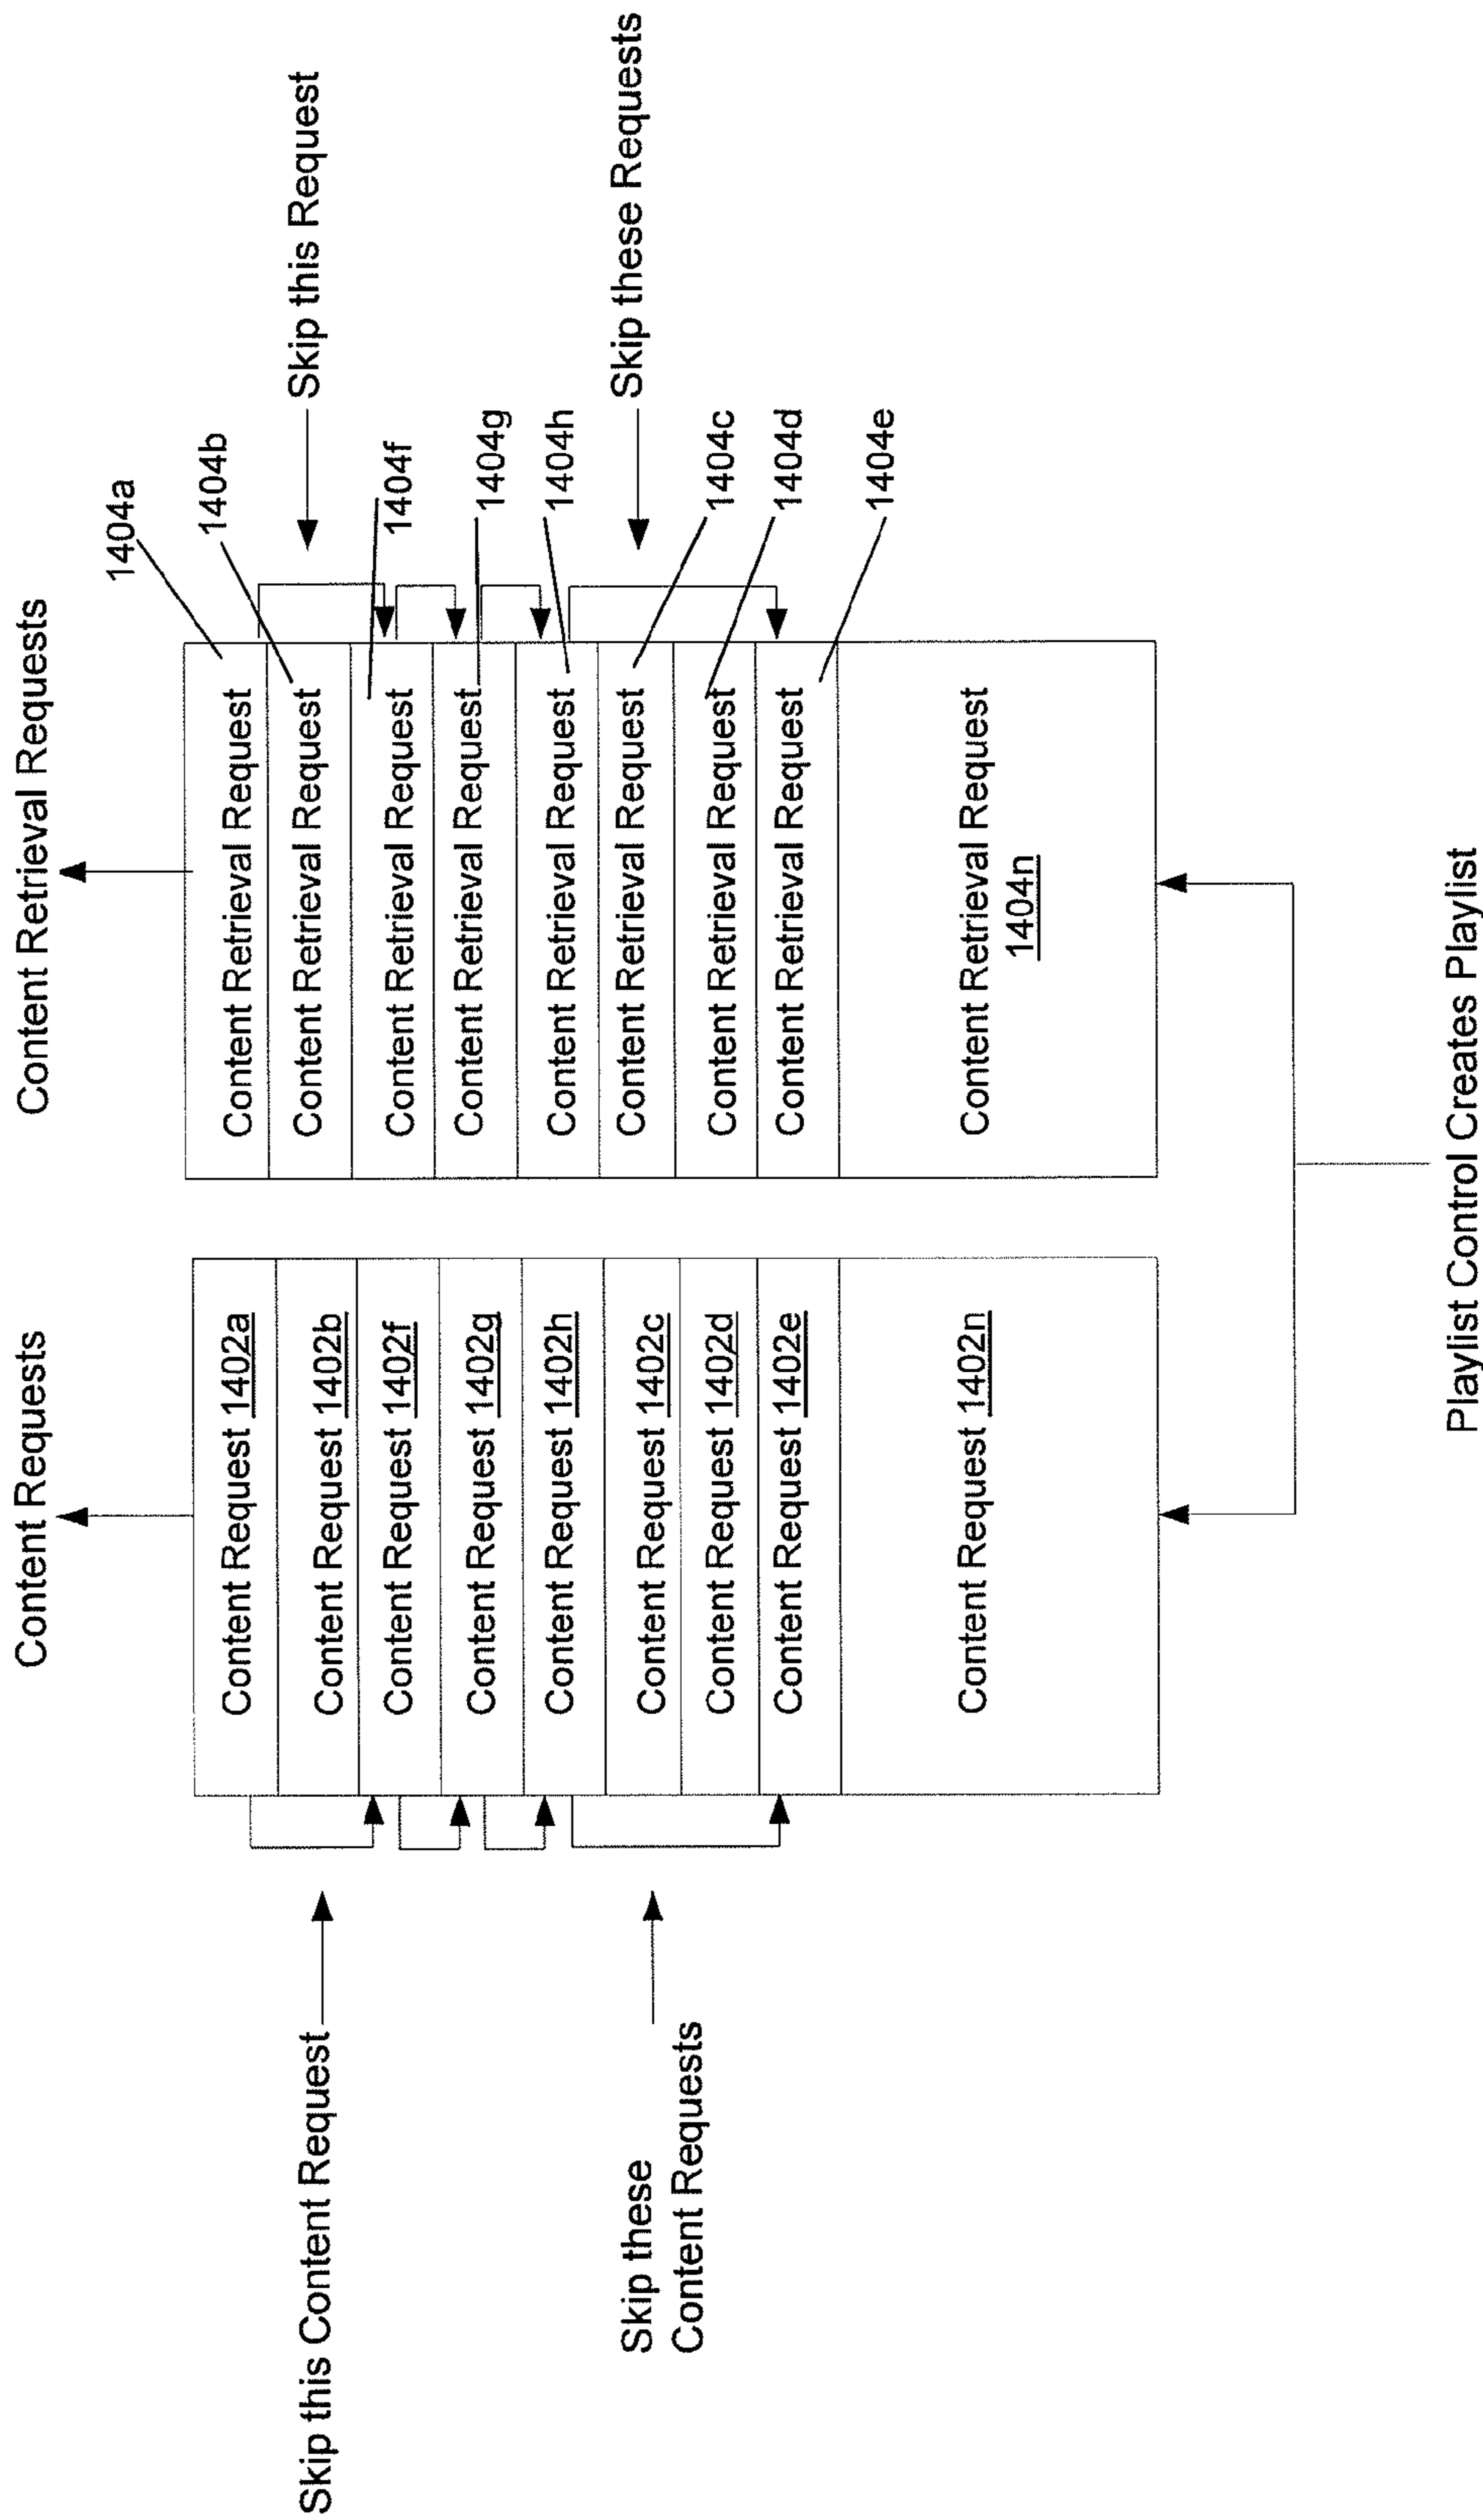 Content Requests
Content Retrieval Requests
Skip this Content Request
Skip these
Content Requests
Content Request 1402a
Content Request 1402b
Content Request 1402f
Content Request 1402g
Content Request 1402h
Content Request 1402c
Content Request 1402d
Content Request 1402e
Content Request 1402n
Content Retrieval Request
Content Retrieval Request
Content Retrieval Request
Content Retrieval Request
Content Retrieval Request
Content Retrieval Request
Content Retrieval Request
Content Retrieval Request
Content Retrieval Request
1404n
1404a
1404b
1404f
1404g
1404h
1404c
1404d
1404e
Skip this Request
Skip these Requests
Playlist Control Creates Playlist